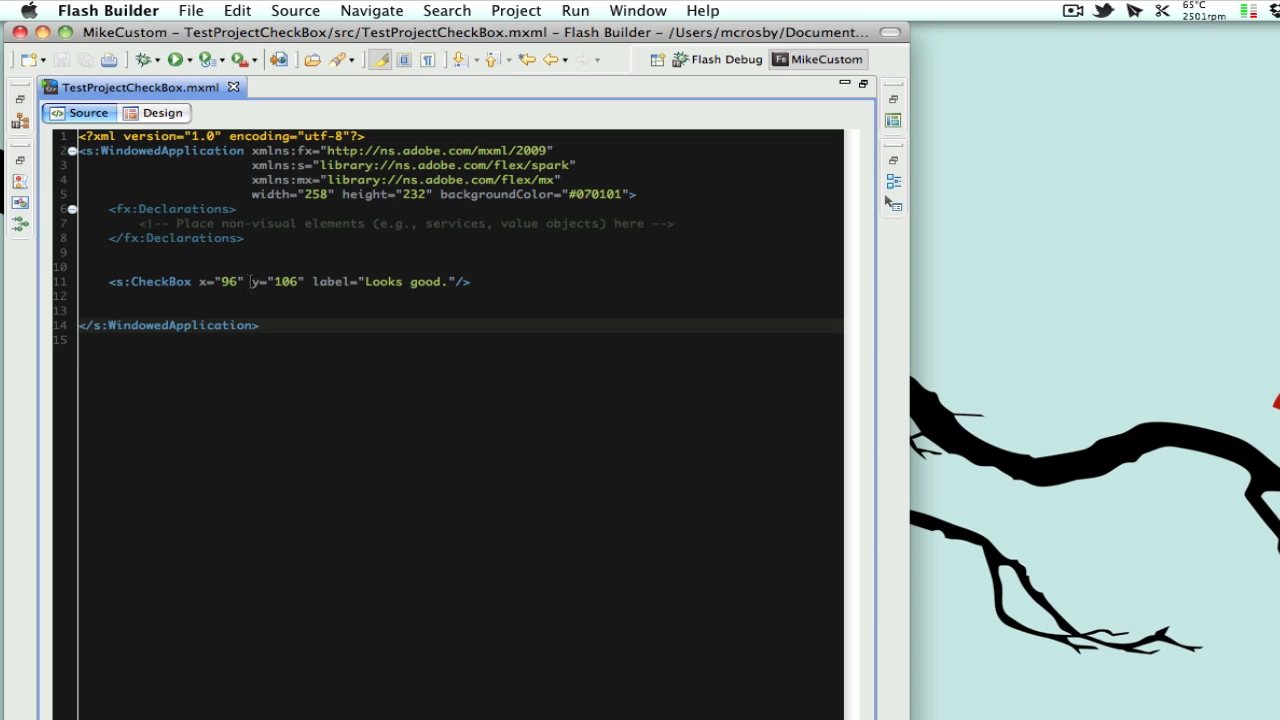 Flash Builder File Edit Source Navigate Search Project Run Window Help 65°C
2501rpm
MikeCustom - TestProjectCheckBox/src/TestProjectCheckBox.mxml - Flash Builder - /Users/mcrosby/Document...
Flash Debug Fb MikeCustom
TestProjectCheckBox.mxml
Source Design
1 <?xml version="1.0" encoding="utf-8"?>
2 <s:WindowedApplication xmlns:fx="http://ns.adobe.com/mxml/2009"
3 xmlns:s="library://ns.adobe.com/flex/spark"
4 xmlns:mx="library://ns.adobe.com/flex/mx"
5 width="258" height="232" backgroundColor="#070101">
6 <fx:Declarations>
7 <!-- Place non-visual elements (e.g., services, value objects) here -->
8 </fx:Declarations>
9
10
11 <s:CheckBox x="96" y="106" label="Looks good."/>
12
13
14 </s:WindowedApplication>
15